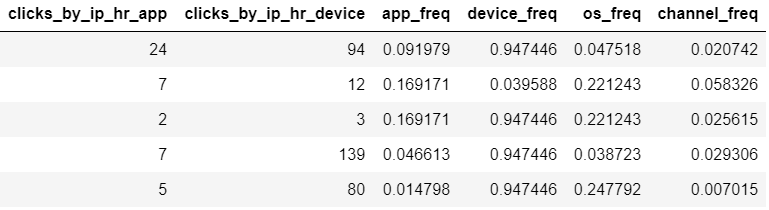 clicks_by_ip_hr_app clicks_by_ip_hr_device app_freq device_freq os_freq channel_freq
24 94 0.091979 0.947446 0.047518 0.020742
7 12 0.169171 0.039588 0.221243 0.058326
2 3 0.169171 0.947446 0.221243 0.025615
7 139 0.046613 0.947446 0.038723 0.029306
5 80 0.014798 0.947446 0.247792 0.007015